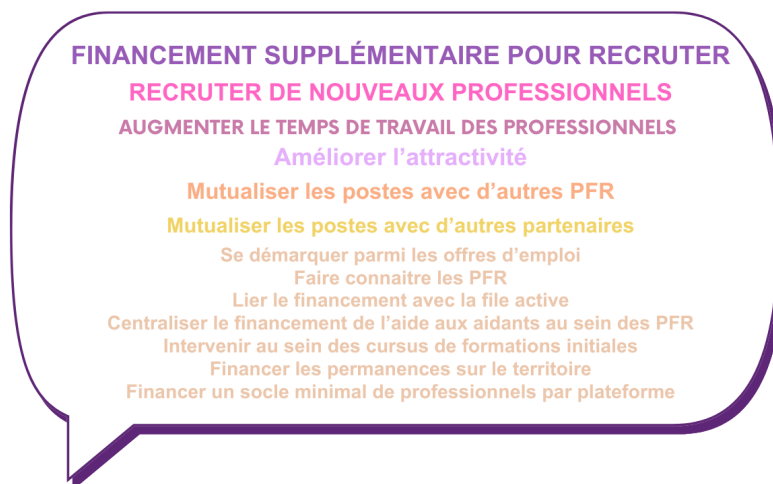 FINANCEMENT SUPPLÉMENTAIRE POUR RECRUTER
RECRUTER DE NOUVEAUX PROFESSIONNELS
AUGMENTER LE TEMPS DE TRAVAIL DES PROFESSIONNELS
Améliorer l’attractivité
Mutualiser les postes avec d’autres PFR
Mutualiser les postes avec d’autres partenaires
Se démarquer parmi les offres d’emploi
Faire connaitre les PFR
Lier le financement avec la file active
Centraliser le financement de l’aide aux aidants au sein des PFR
Intervenir au sein des cursus de formations initiales
Financer les permanences sur le territoire
Financer un socle minimal de professionnels par plateforme